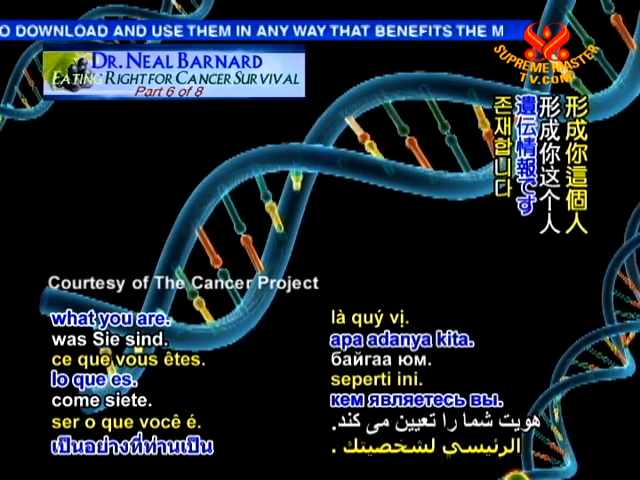 O DOWNLOAD AND USE THEM IN ANY WAY THAT BENEFITS THE M
DR. NEAL BARNARD
EATING RIGHT FOR CANCER SURVIVAL
Part 6 of 8
SUPREME MASTER
TV.COM
形成你這個人
形成你这个人
遺伝情報です
존재합니다
Courtesy of The Cancer Project
what you are.
was Sie sind.
ce que vous êtes.
lo que es.
come siete.
ser o que você é.
เป็นอย่างที่ท่านเป็น
là quý vị.
apa adanya kita.
байгаа юм.
seperti ini.
кем являетесь вы.
هویت شما را تعیین می کند.
الرئيسي لشخصيتك .